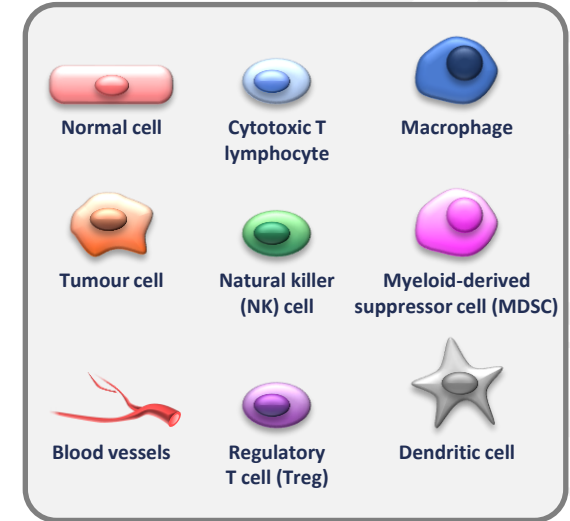 Normal cell
Cytotoxic T
lymphocyte
Macrophage
Tumour cell
Natural killer
(NK) cell
Myeloid-derived
suppressor cell (MDSC)
Blood vessels
Regulatory
T cell (Treg)
Dendritic cell